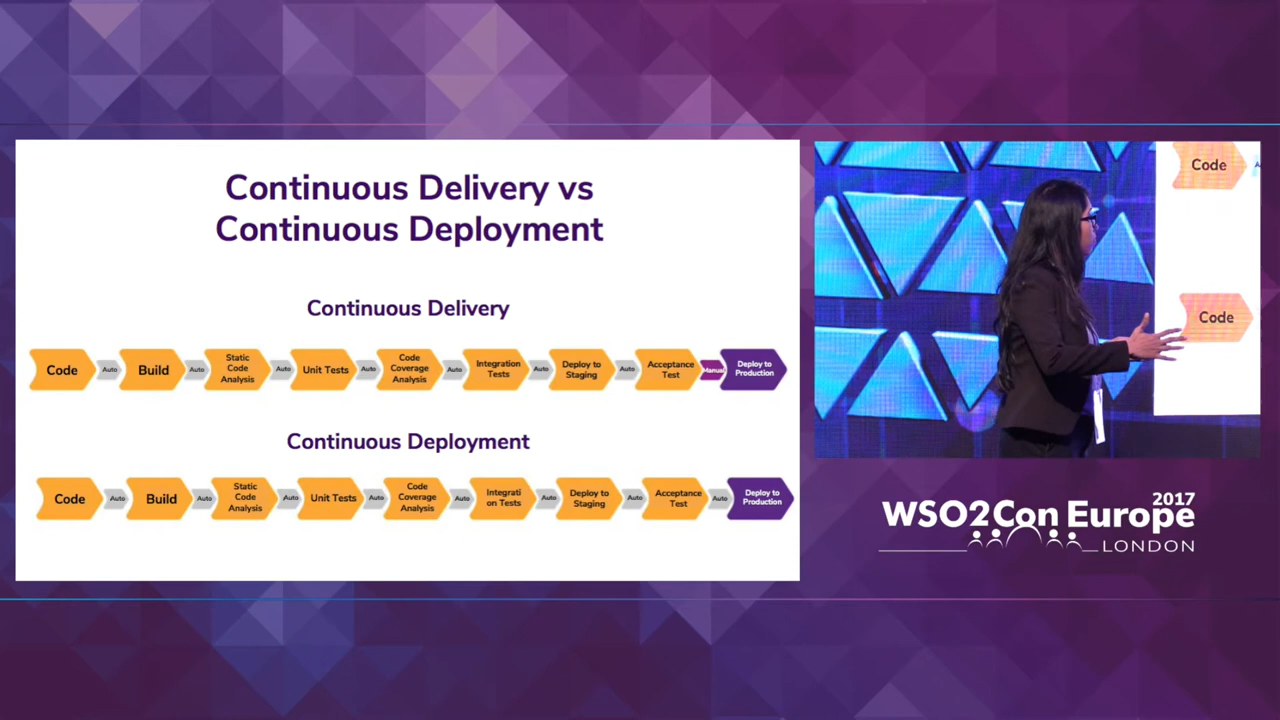 Continuous Delivery vs
Continuous Deployment
Continuous Delivery
Code Auto Build Auto Static Code Analysis Auto Unit Tests Auto Code Coverage Analysis Auto Integration Tests Auto Deploy to Staging Auto Acceptance Test Manual Deploy to Production
Continuous Deployment
Code Auto Build Auto Static Code Analysis Auto Unit Tests Auto Code Coverage Analysis Auto Integrati on Tests Auto Deploy to Staging Auto Acceptance Test Auto Deploy to Production
Code
Code
2017
WSO2Con Europe
LONDON